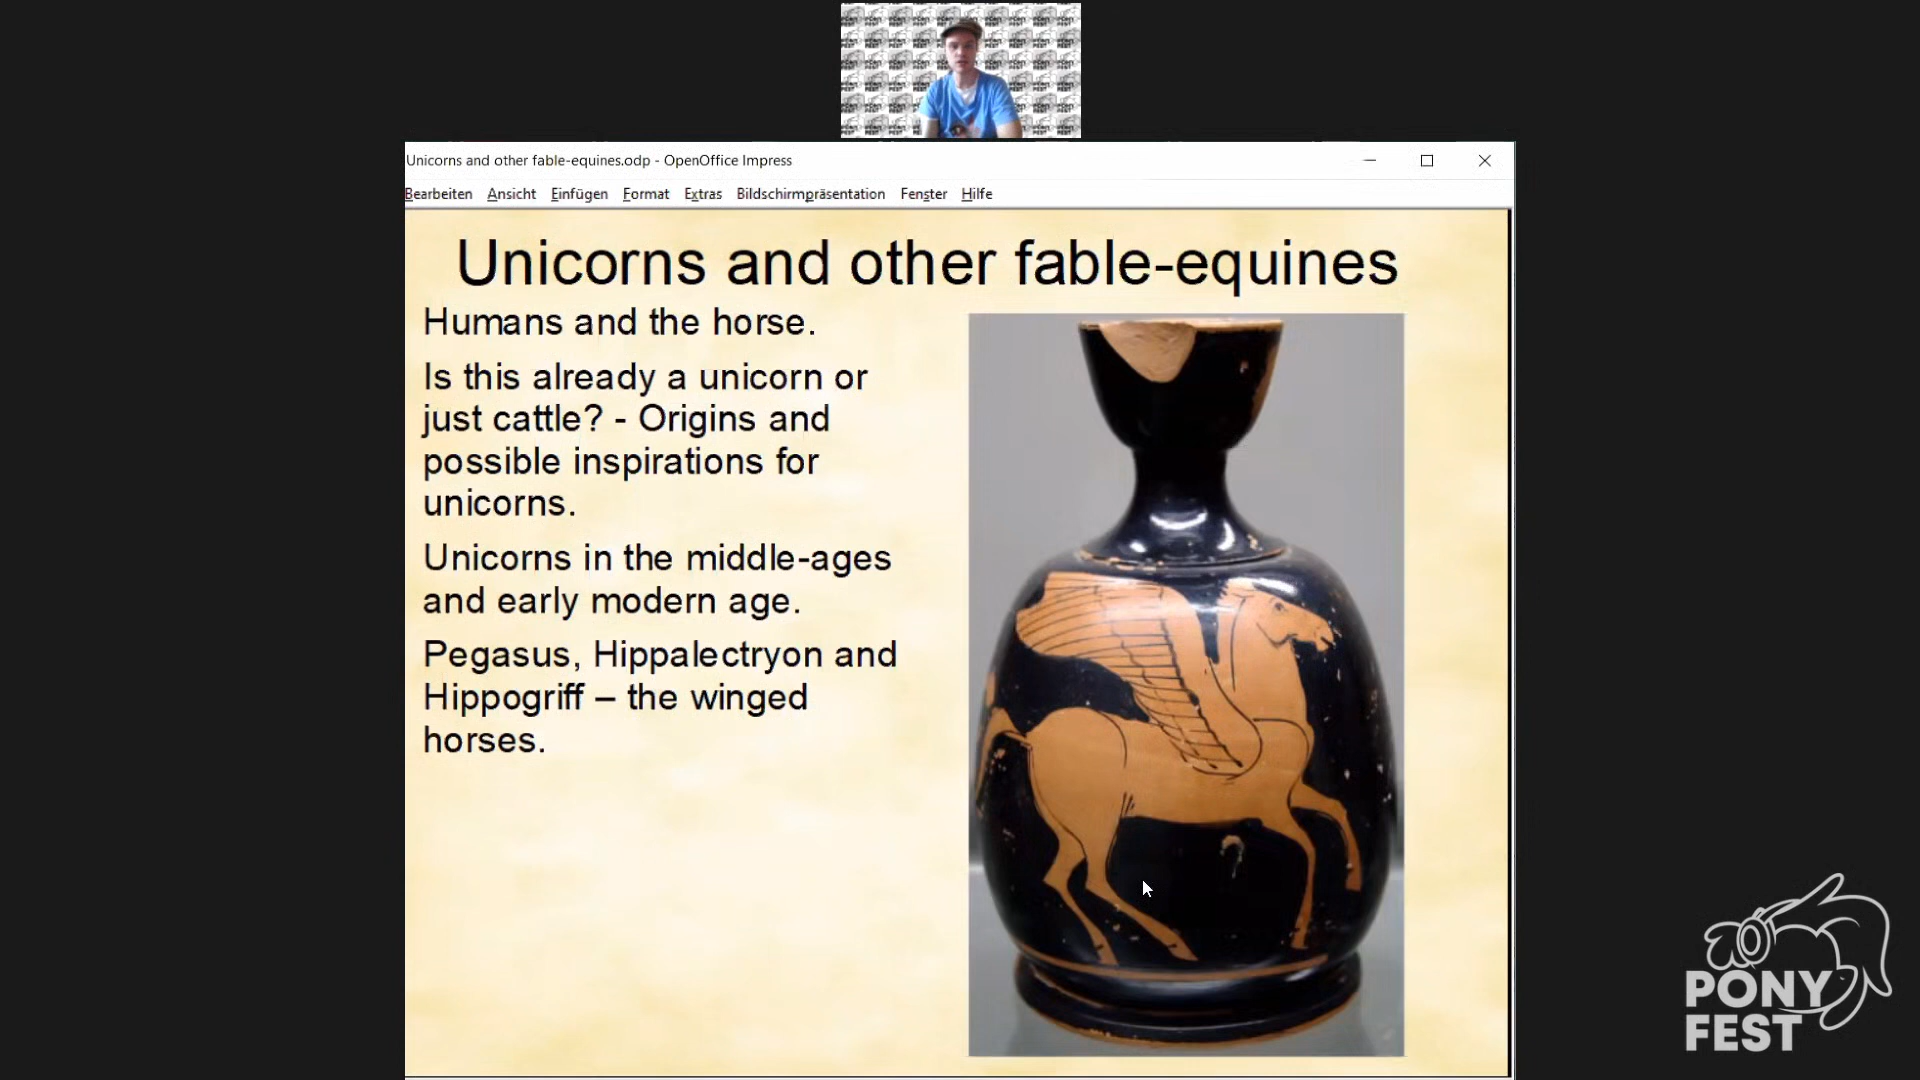 Unicorns and other fable-equines.odp - OpenOffice Impress
Bearbeiten Ansicht Einfügen Format Extras Bildschirmpräsentation Fenster Hilfe
Unicorns and other fable-equines
Humans and the horse.
Is this already a unicorn or
just cattle? - Origins and
possible inspirations for
unicorns.
Unicorns in the middle-ages
and early modern age.
Pegasus, Hippalectryon and
Hippogriff – the winged
horses.
PONY
FEST